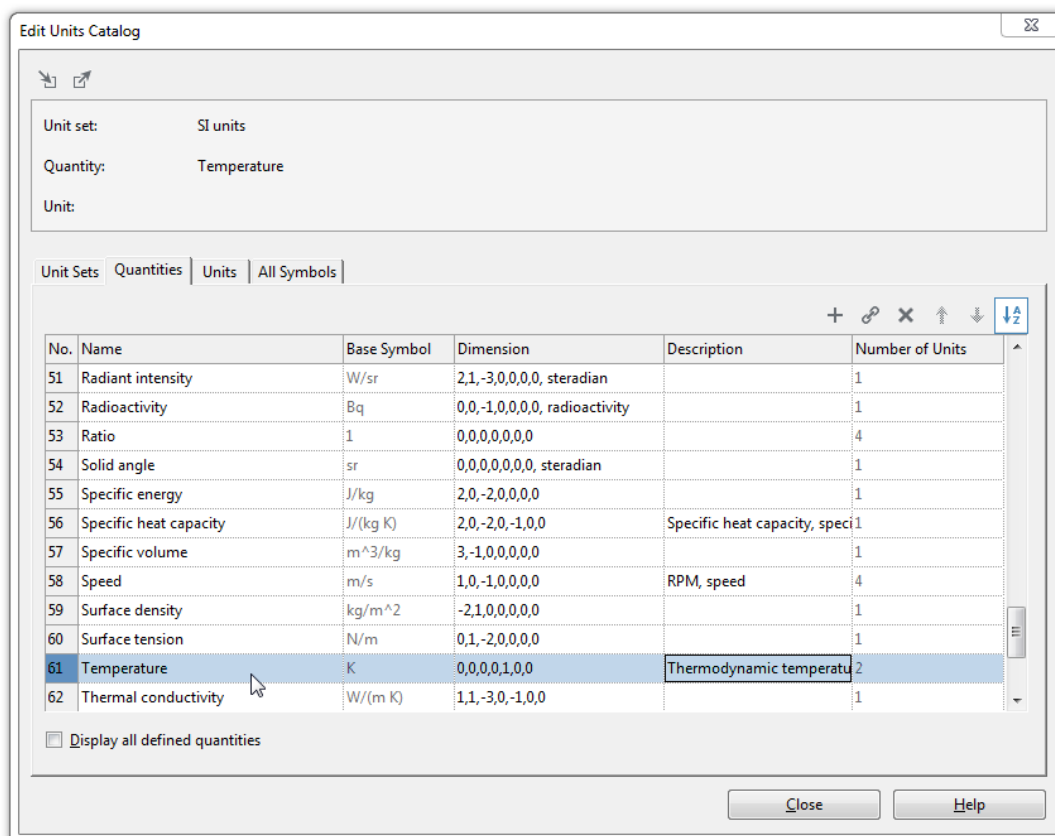 Edit Units Catalog
Unit set: SI units
Quantity: Temperature
Unit:
Unit Sets Quantities Units All Symbols
No. Name Base Symbol Dimension Description Number of Units
51 Radiant intensity W/sr 2,1,-3,0,0,0,0, steradian 1
52 Radioactivity Bq 0,0,-1,0,0,0,0, radioactivity 1
53 Ratio 1 0,0,0,0,0,0,0 4
54 Solid angle sr 0,0,0,0,0,0,0, steradian 1
55 Specific energy J/kg 2,0,-2,0,0,0,0 1
56 Specific heat capacity J/(kg K) 2,0,-2,0,-1,0,0 Specific heat capacity, speci 1
57 Specific volume m^3/kg 3,-1,0,0,0,0,0 1
58 Speed m/s 1,0,-1,0,0,0,0 RPM, speed 4
59 Surface density kg/m^2 -2,1,0,0,0,0,0 1
60 Surface tension N/m 0,1,-2,0,0,0,0 1
61 Temperature K 0,0,0,0,1,0,0 Thermodynamic temperatu 2
62 Thermal conductivity W/(m K) 1,1,-3,0,-1,0,0 1
Display all defined quantities
Close Help